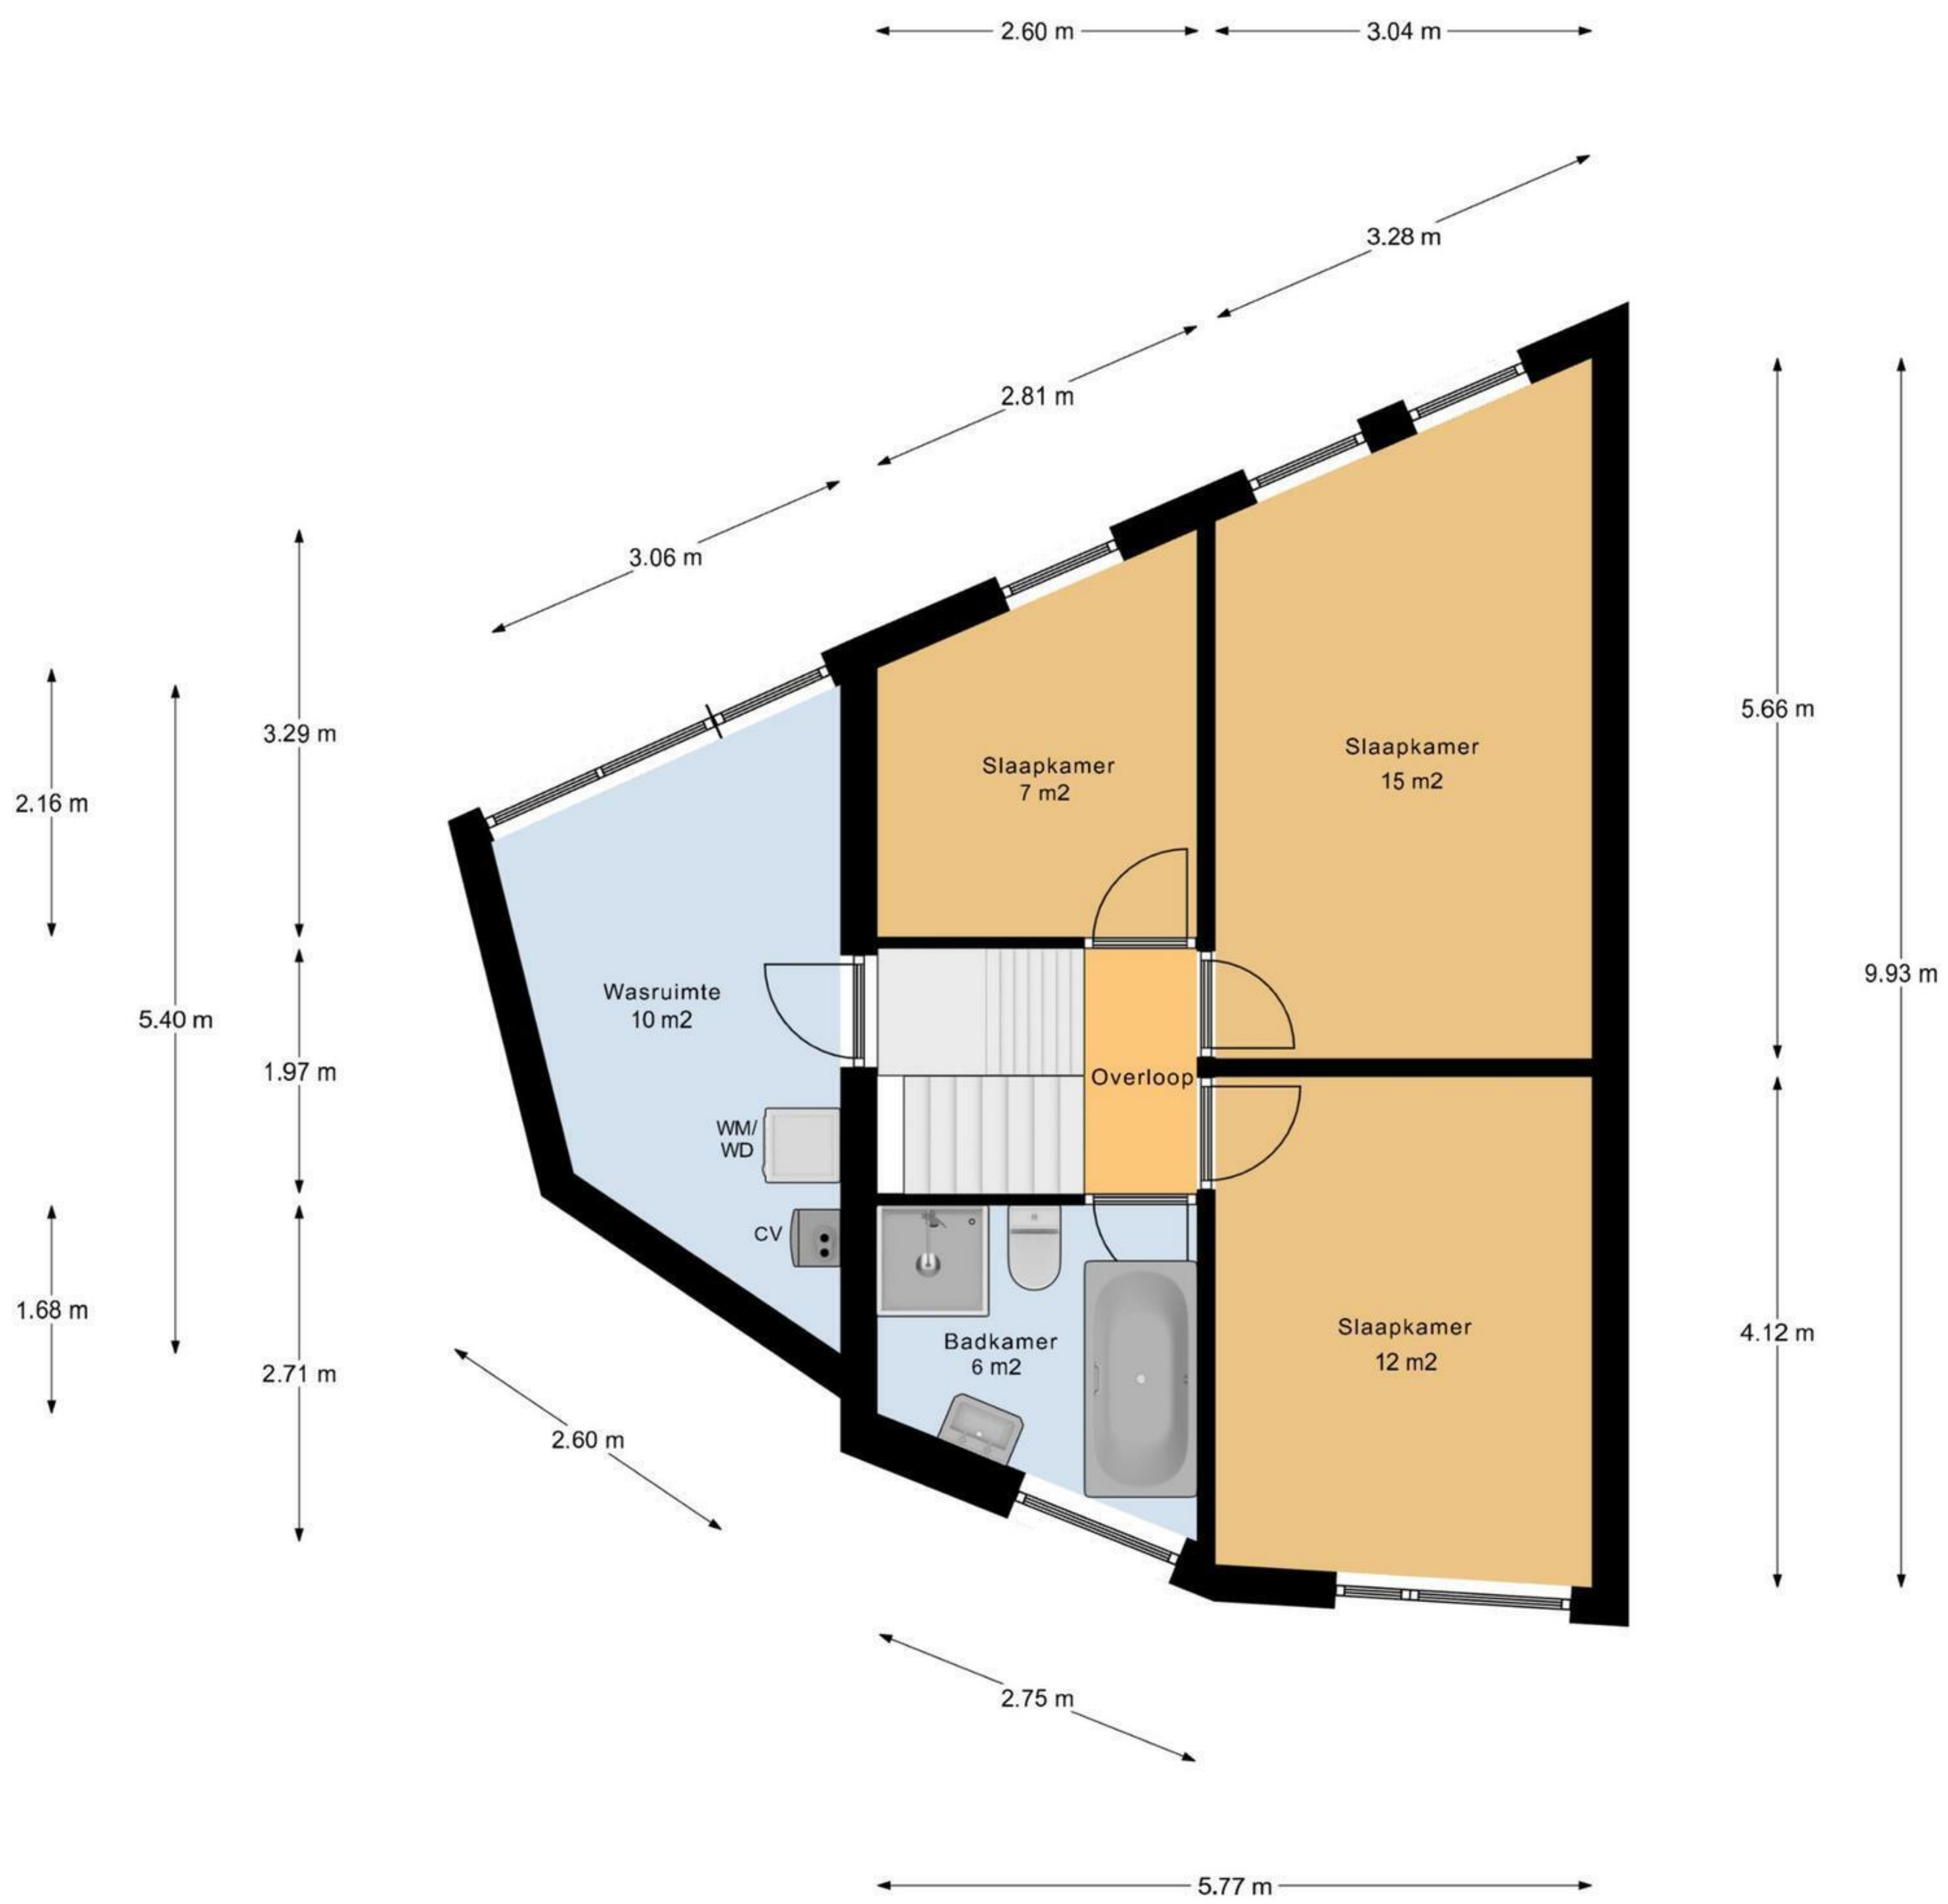 2.60 m
3.04 m
3.28 m
2.81 m
3.06 m
3.29 m
2.16 m
5.66 m
Slaapkamer
15 m2
Slaapkamer
7 m2
9.93 m
Wasruimte
10 m2
5.40 m
1.97 m
Overloop
WM/
WD
CV
1.68 m
Badkamer
6 m2
Slaapkamer
12 m2
4.12 m
2.71 m
2.60 m
2.75 m
5.77 m